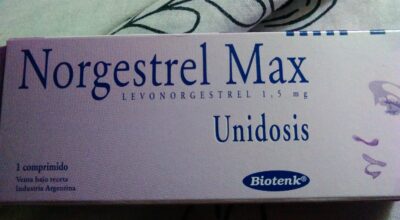 Norgestrel Max
LEVONORGESTREL 1,5 mg
Unidosis
1 comprimido
Venta bajo receta
Industria Argentina
Biotenk®